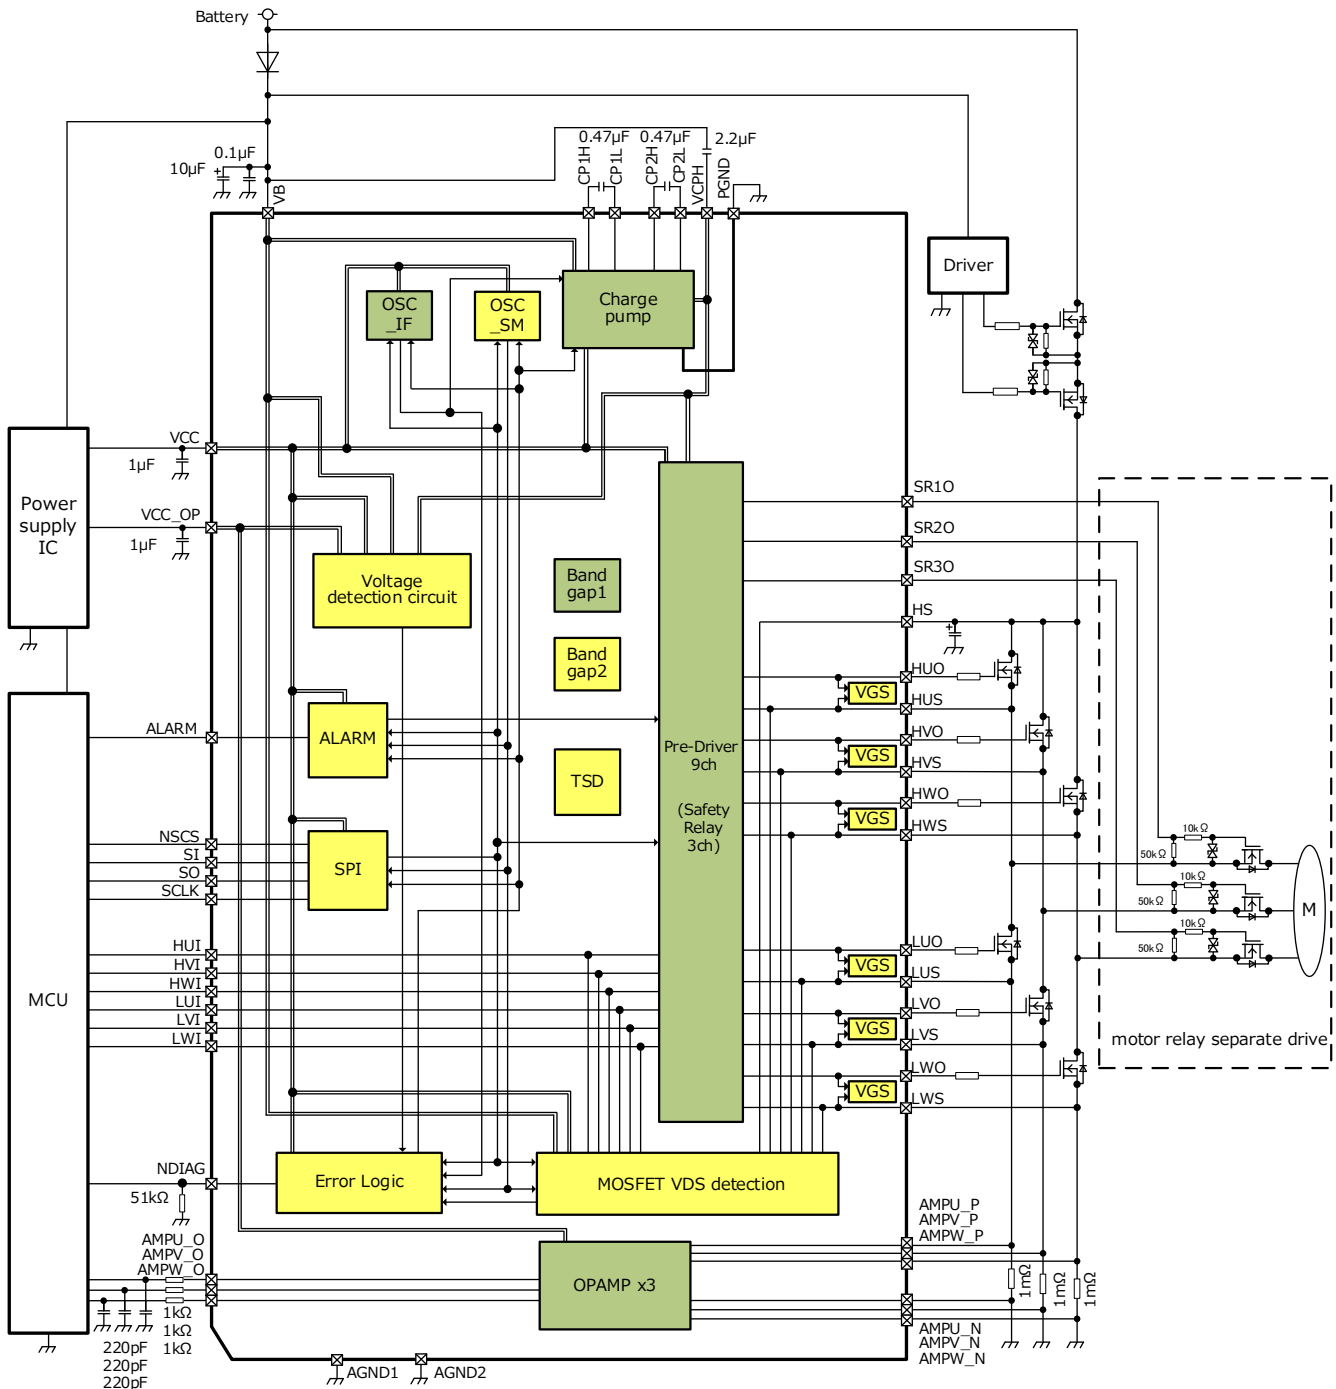 Battery
0.1µF
10µF
VB
CP1H
0.47µF
CP1L
CP2H
0.47µF
CP2L
VCPH
2.2µF
PGND
Driver
OSC
_IF
OSC
_SM
Charge
pump
VCC
1µF
VCC_OP
1µF
Power
supply
IC
Voltage
detection circuit
Band
gap1
Band
gap2
TSD
ALARM
ALARM
SPI
NSCS
SI
SO
SCLK
HUI
HVI
HWI
LUI
LVI
LWI
MCU
Pre-Driver
9ch
(Safety
Relay
3ch)
SR1O
SR2O
SR3O
HS
HUO
VGS
HUS
HVO
VGS
HVS
HWO
VGS
HWS
LUO
VGS
LUS
LVO
VGS
LVS
LWO
VGS
LWS
10kΩ
50kΩ
10kΩ
50kΩ
10kΩ
50kΩ
M
motor relay separate drive
NDIAG
51kΩ
Error Logic
MOSFET VDS detection
AMPU_O
AMPV_O
AMPW_O
1kΩ
1kΩ
1kΩ
220pF
220pF
220pF
OPAMP x3
AMPU_P
AMPV_P
AMPW_P
1mΩ
1mΩ
1mΩ
AMPU_N
AMPV_N
AMPW_N
AGND1
AGND2